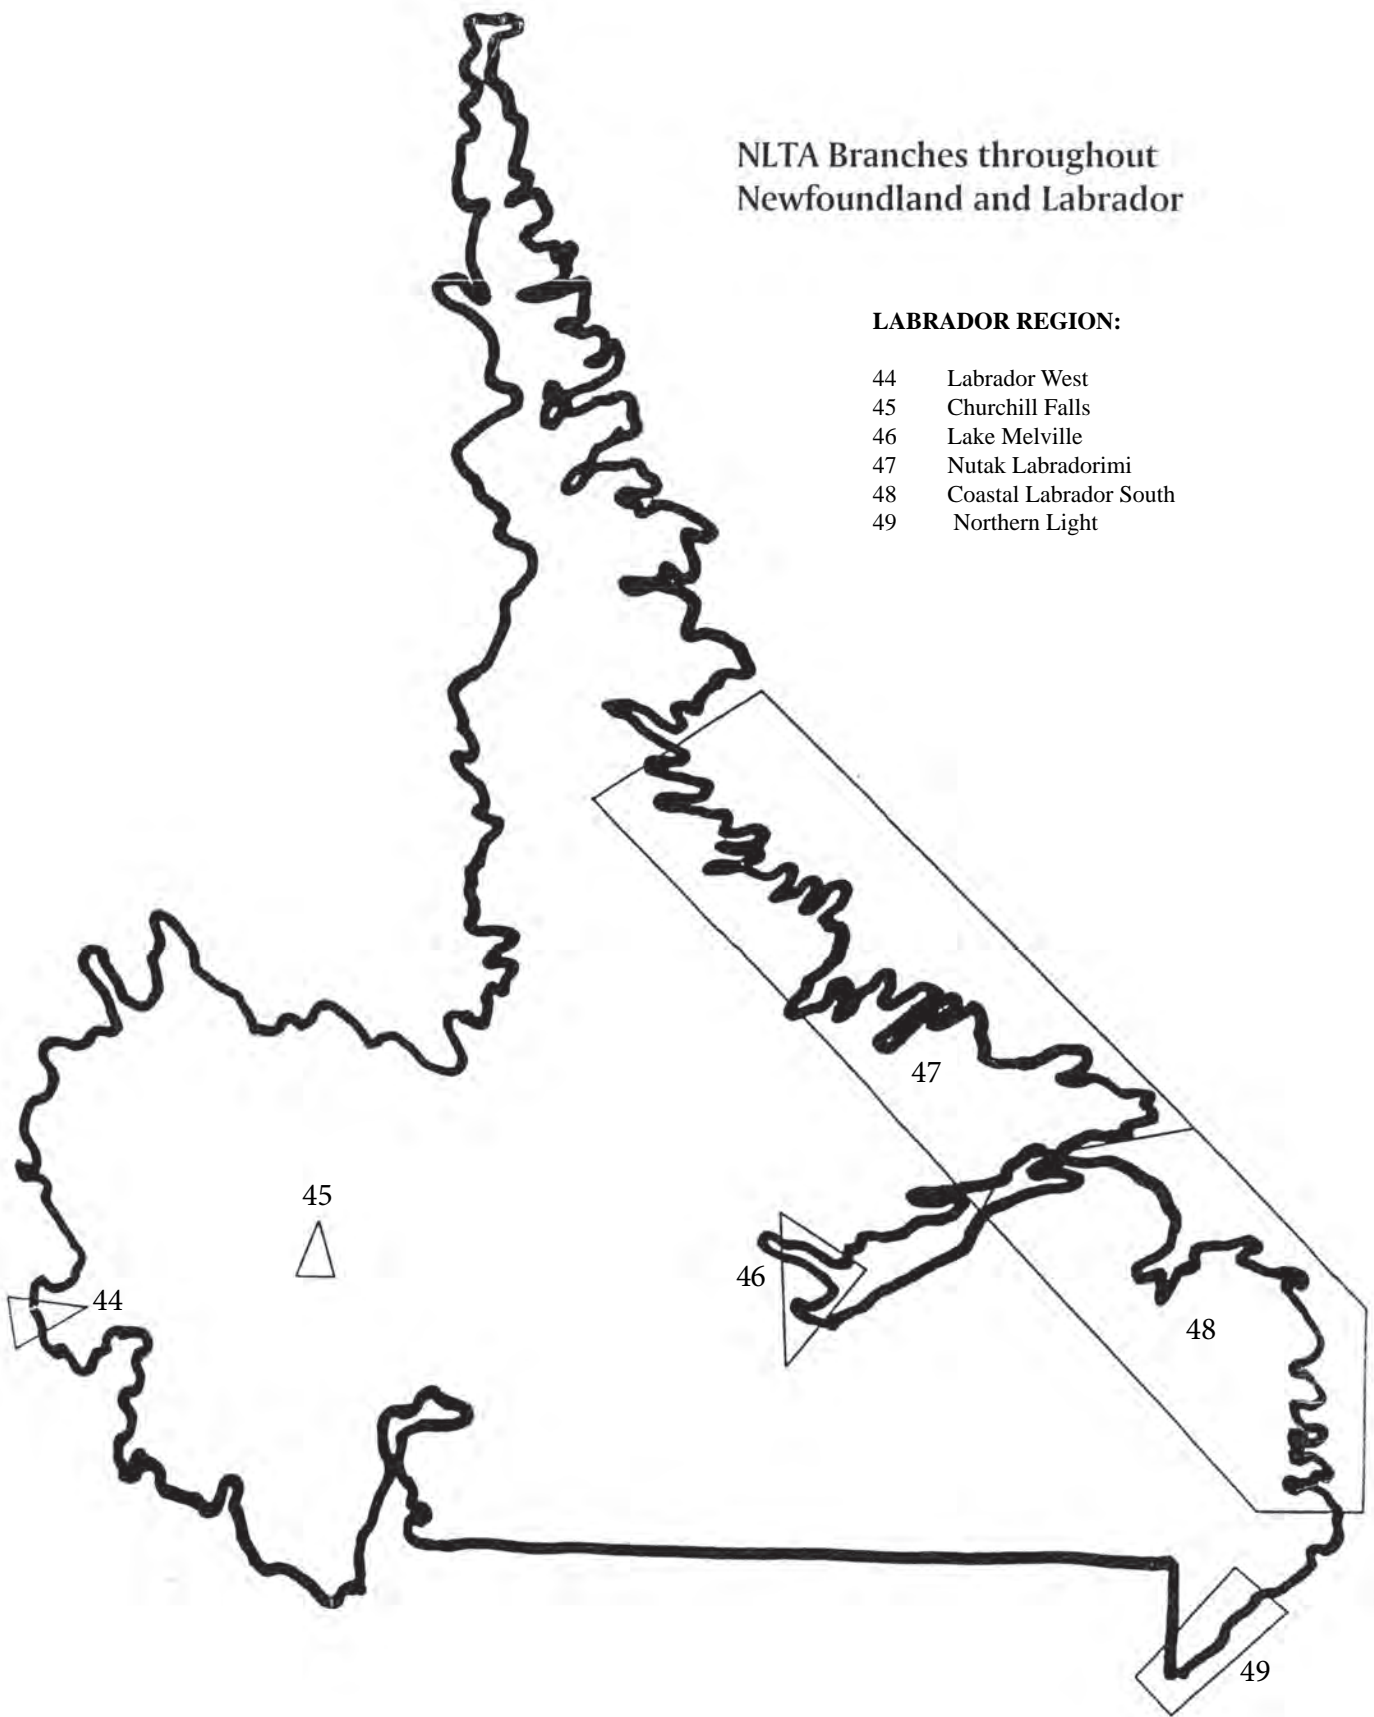 NLTA Branches throughout
Newfoundland and Labrador
LABRADOR REGION:
44 Labrador West
45 Churchill Falls
46 Lake Melville
47 Nutak Labradorimi
48 Coastal Labrador South
49 Northern Light
47
45
46
44
48
49